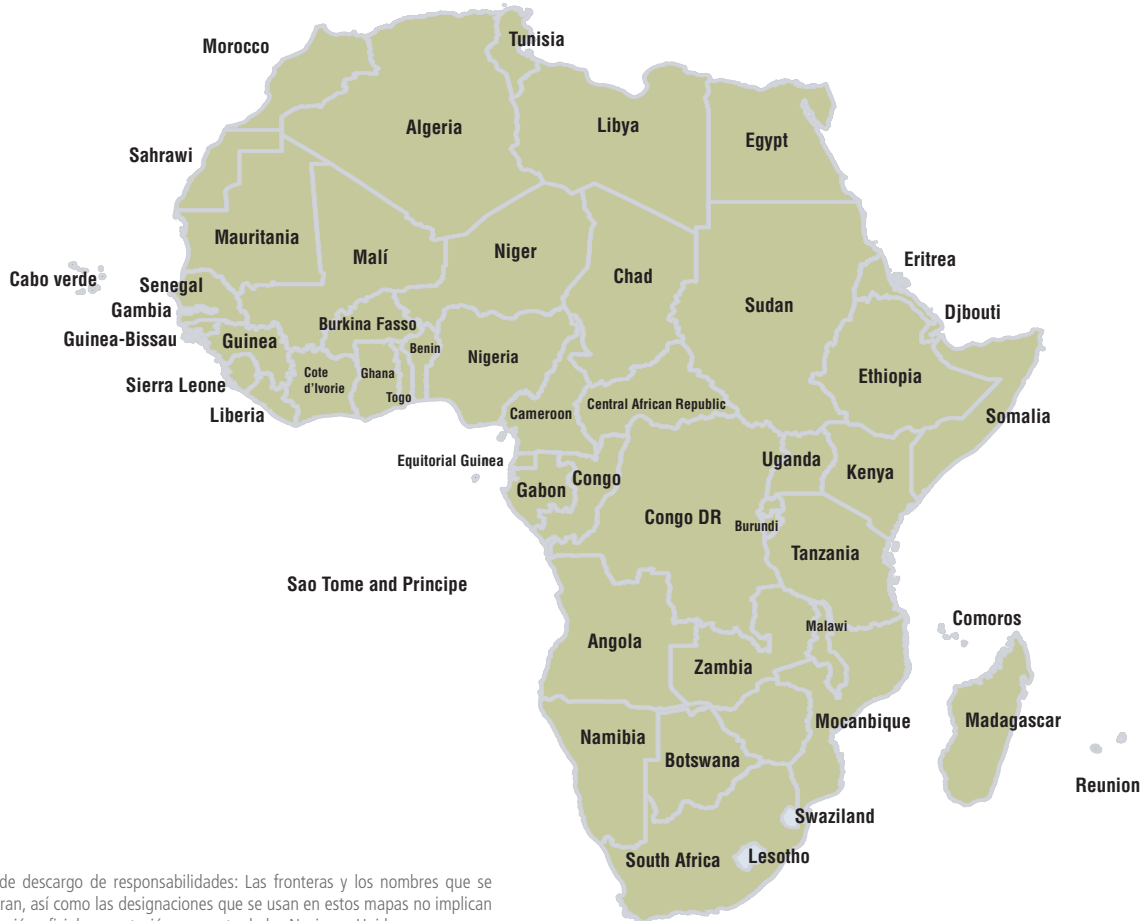 Morocco
Tunisia
Algeria
Libya
Egypt
Sahrawi
Mauritania
Malí
Niger
Chad
Sudan
Eritrea
Cabo verde
Senegal
Gambia
Djibouti
Burkina Fasso
Guinea-Bissau
Guinea
Benin
Nigeria
Ethiopia
Sierra Leone
Cote
d'Ivorie
Ghana
Togo
Liberia
Cameroon
Central African Republic
Somalia
Equitorial Guinea
Uganda
Kenya
Gabon
Congo
Congo DR
Burundi
Tanzania
Sao Tome and Principe
Comoros
Malawi
Angola
Zambia
Mocanbique
Madagascar
Namibia
Botswana
Reunion
Swaziland
South Africa
Lesotho
de descargo de responsabilidades: Las fronteras y los nombres que se
ran, así como las designaciones que se usan en estos mapas no implican